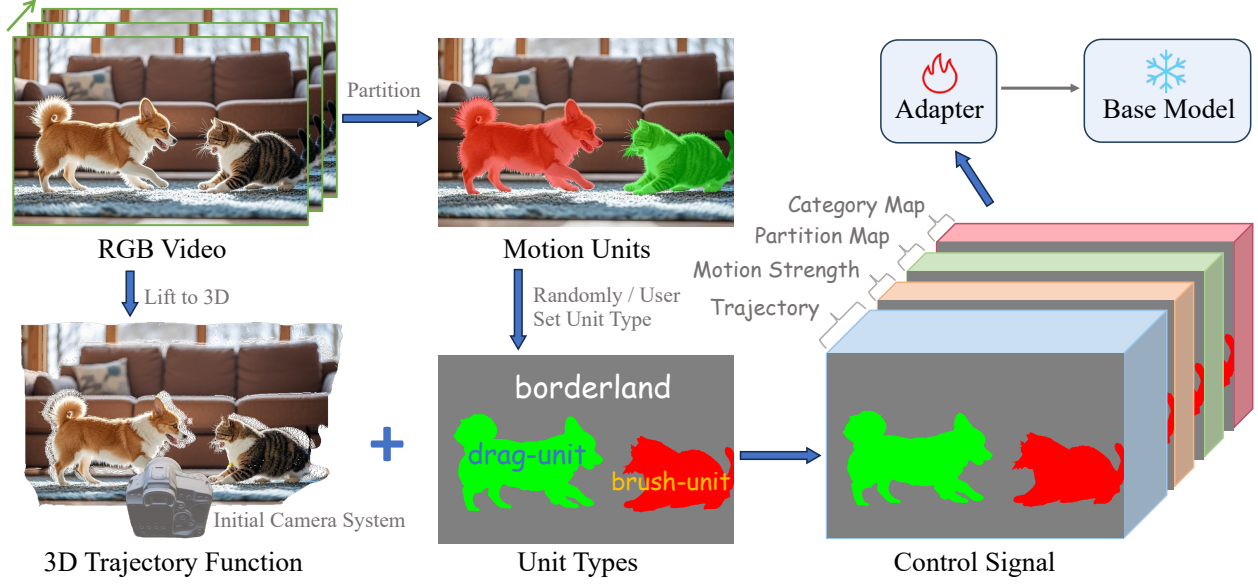 Partition
RGB Video
Motion Units
Lift to 3D
Randomly / User
Set Unit Type
Initial Camera System
3D Trajectory Function
borderland
drag-unit
brush-unit
Unit Types
Adapter
Base Model
Category Map
Partition Map
Motion Strength
Trajectory
Control Signal